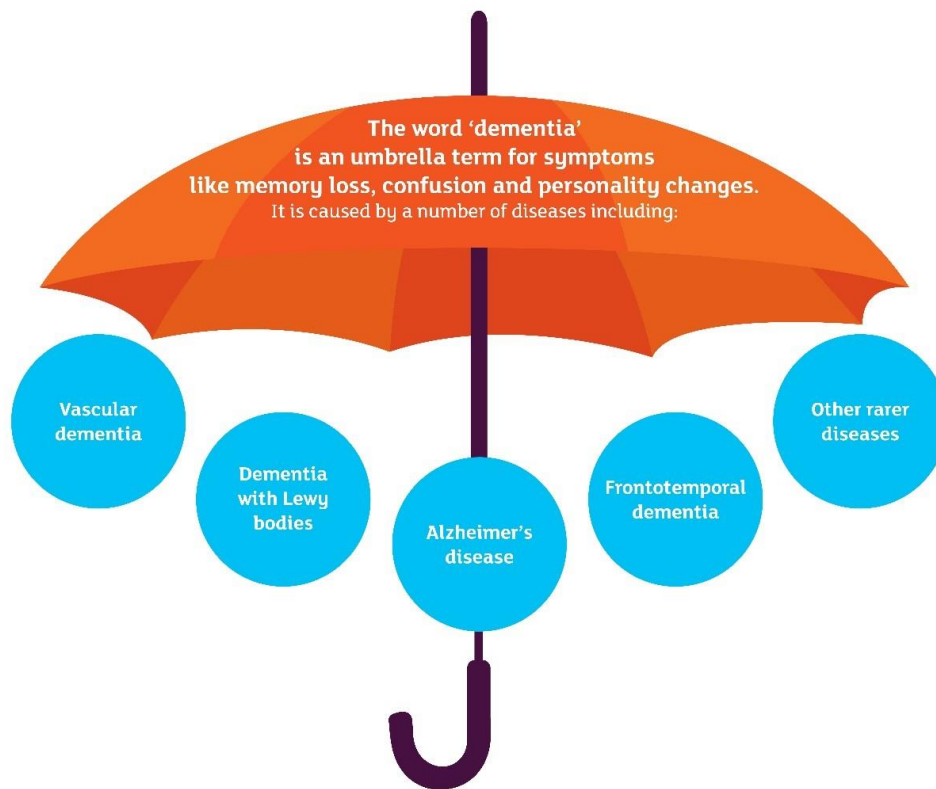 The word ‘dementia’
is an umbrella term for symptoms
like memory loss, confusion and personality changes.
It is caused by a number of diseases including:
Vascular
dementia
Dementia
with Lewy
bodies
Alzheimer’s
disease
Frontotemporal
dementia
Other rarer
diseases